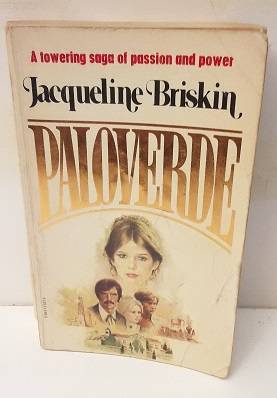 A towering saga of passion and power
Jacqueline Briskin
PALOVERDE